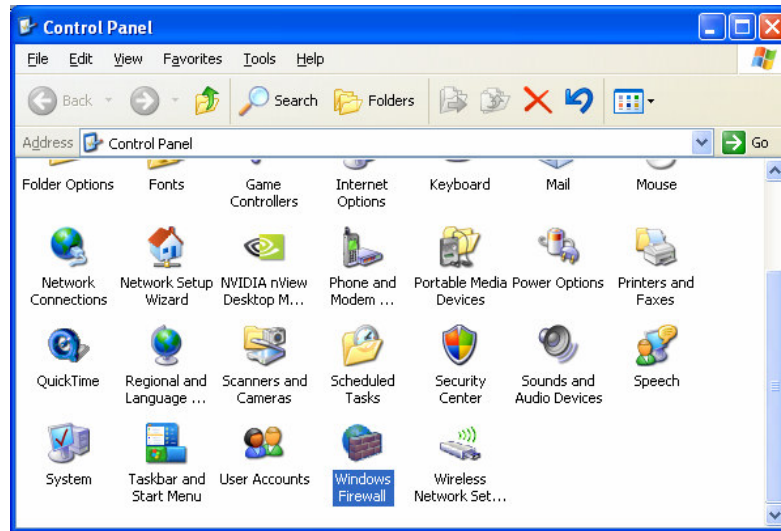 Control Panel
File Edit View Favorites Tools Help
Back Search Folders
Address Control Panel Go
Folder Options Fonts Game Internet Keyboard Mail Mouse
Controllers Options
Network Network Setup NVIDIA nView Phone and Portable Media Power Options Printers and
Connections Wizard Desktop M... Modem ... Devices Faxes
QuickTime Regional and Scanners and Scheduled Security Sounds and Speech
Language ... Cameras Tasks Center Audio Devices
System Taskbar and User Accounts Windows Wireless
Start Menu Firewall Network Set...